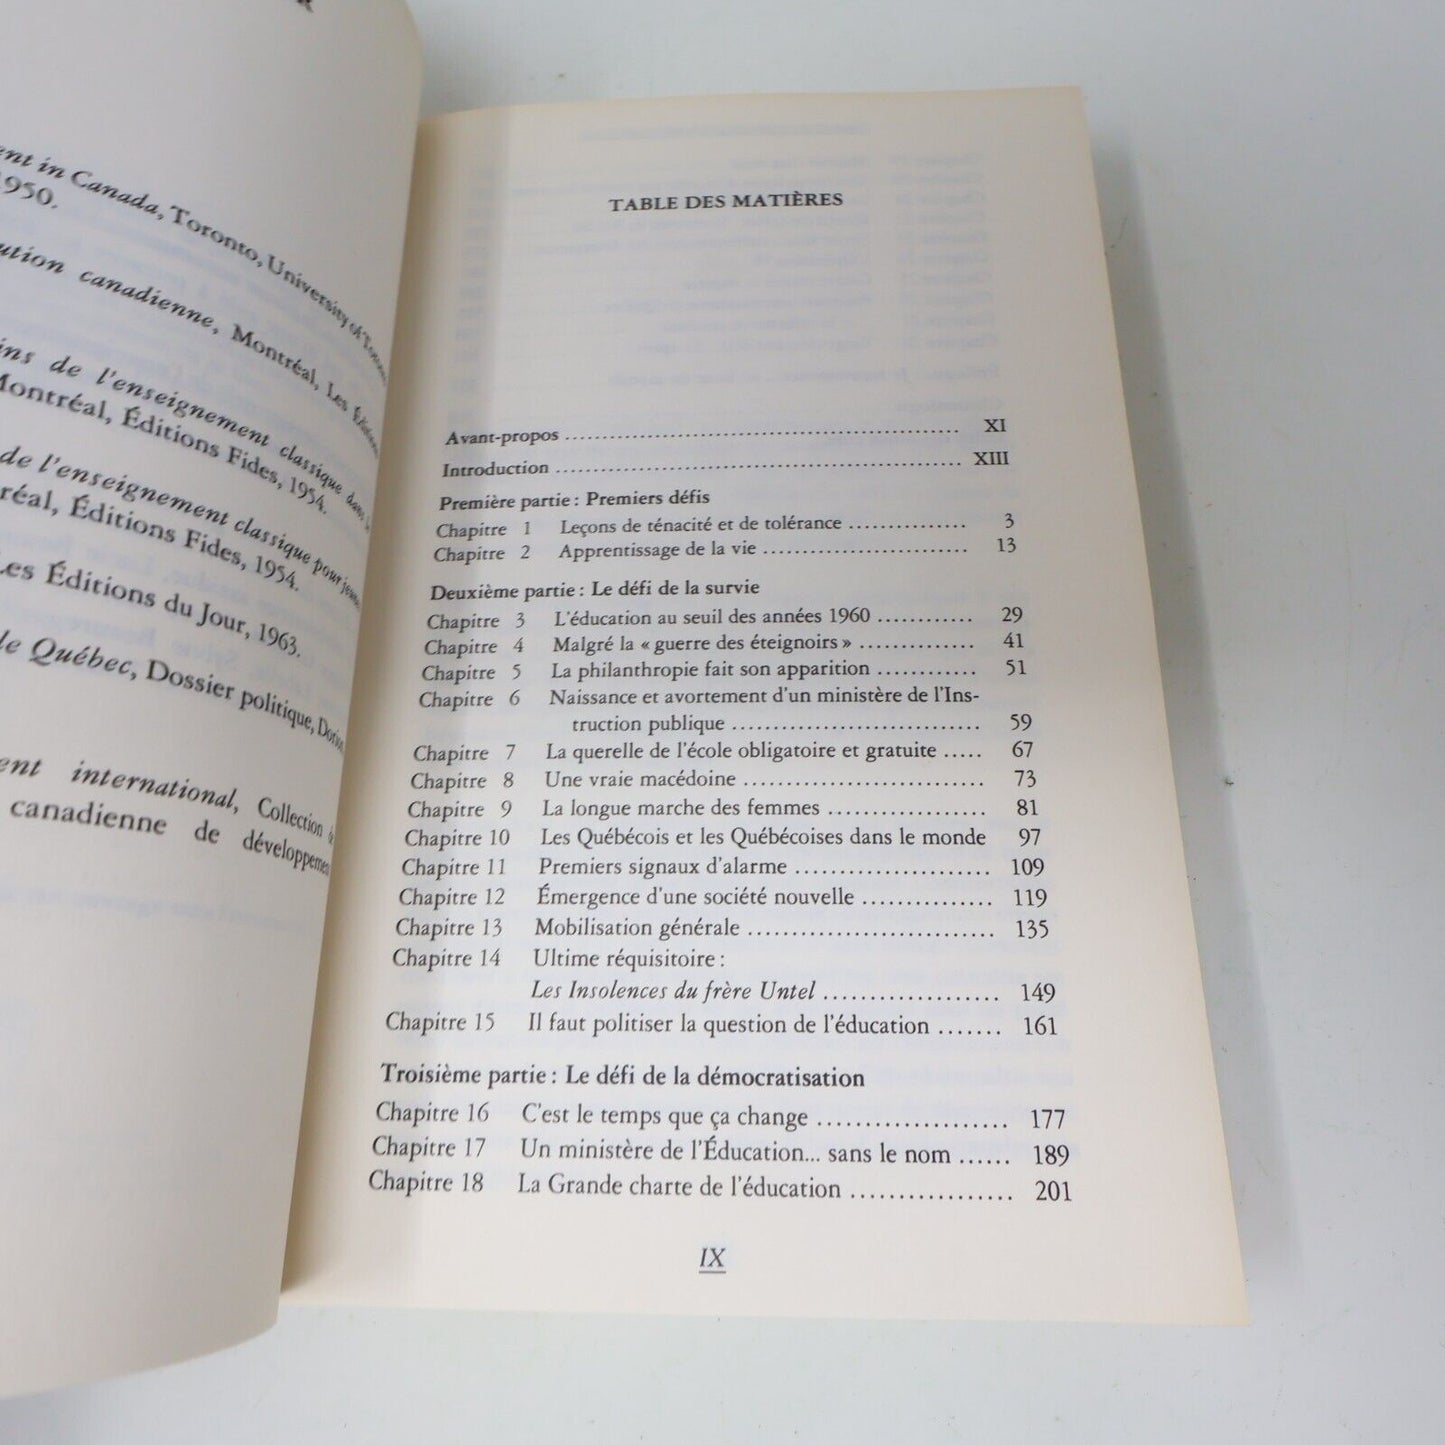 ent in Canada, Toronto, University of Toronto
1950.
ution canadienne, Montréal, Les Éditions
ins de l'enseignement classique dans le
Montréal, Éditions Fides, 1954.
de l'enseignement classique pour jeunes
réal, Éditions Fides, 1954.
Les Éditions du Jour, 1963.
le Québec, Dossier politique,
ent international, Collection
canadienne de développement
TABLE DES MATIÈRES
Avant-propos ........ XI
Introduction ........ XIII
Première partie : Premiers défis
Chapitre 1 Leçons de ténacité et de tolérance ........ 3
Chapitre 2 Apprentissage de la vie ........ 13
Deuxième partie : Le défi de la survie
Chapitre 3 L'éducation au seuil des années 1960 ........ 29
Chapitre 4 Malgré la « guerre des éteignoirs » ........ 41
Chapitre 5 La philanthropie fait son apparition ........ 51
Chapitre 6 Naissance et avortement d'un ministère de l'Ins-
truction publique ........ 59
Chapitre 7 La querelle de l'école obligatoire et gratuite ..... 67
Chapitre 8 Une vraie macédoine ........ 73
Chapitre 9 La longue marche des femmes ........ 81
Chapitre 10 Les Québécois et les Québécoises dans le monde 97
Chapitre 11 Premiers signaux d'alarme ........ 109
Chapitre 12 Émergence d'une société nouvelle ........ 119
Chapitre 13 Mobilisation générale ........ 135
Chapitre 14 Ultime réquisitoire :
Les Insolences du frère Untel ........ 149
Chapitre 15 Il faut politiser la question de l'éducation ....... 161
Troisième partie : Le défi de la démocratisation
Chapitre 16 C'est le temps que ça change ........ 177
Chapitre 17 Un ministère de l'Éducation... sans le nom ...... 189
Chapitre 18 La Grande charte de l'éducation ........ 201
IX